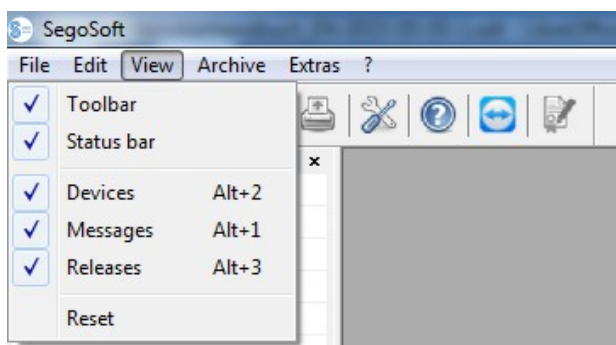 SegoSoft
File Edit View Archive Extras ?
Toolbar
Status bar
Devices Alt+2
Messages Alt+1
Releases Alt+3
Reset